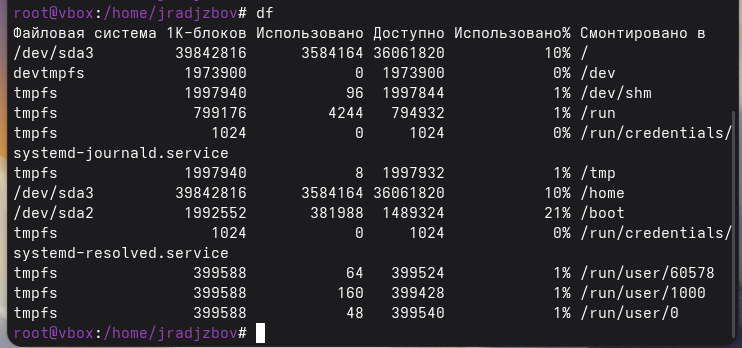 root@vbox:/home/jradjzbov# df
Файловая система 1K-блоков Использовано Доступно Использовано% Смонтировано в
/dev/sda3 39842816 3584164 36061820 10% /
devtmpfs 1973900 0 1973900 0% /dev
tmpfs 1997940 96 1997844 1% /dev/shm
tmpfs 799176 4244 794932 1% /run
tmpfs 1024 0 1024 0% /run/credentials/
systemd-journald.service
tmpfs 1997940 8 1997932 1% /tmp
/dev/sda3 39842816 3584164 36061820 10% /home
/dev/sda2 1992552 381988 1489324 21% /boot
tmpfs 1024 0 1024 0% /run/credentials/
systemd-resolved.service
tmpfs 399588 64 399524 1% /run/user/60578
tmpfs 399588 160 399428 1% /run/user/1000
tmpfs 399588 48 399540 1% /run/user/0
root@vbox:/home/jradjzbov#